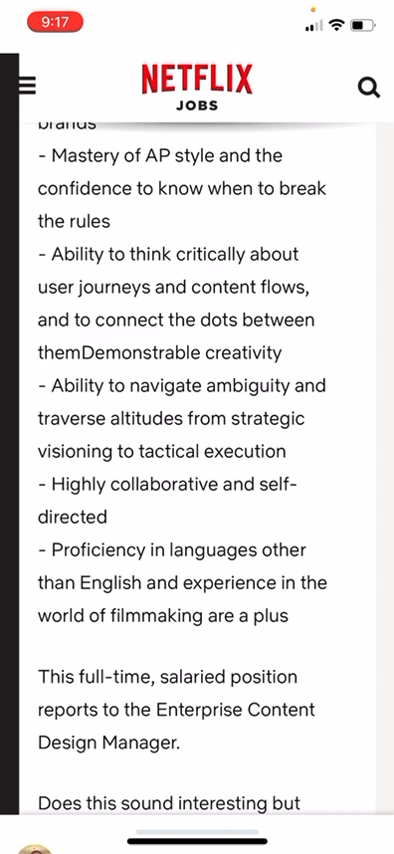 9:17
NETFLIX
JOBS
brands
- Mastery of AP style and the
confidence to know when to break
the rules
- Ability to think critically about
user journeys and content flows,
and to connect the dots between
themDemonstrable creativity
- Ability to navigate ambiguity and
traverse altitudes from strategic
visioning to tactical execution
- Highly collaborative and self-
directed
- Proficiency in languages other
than English and experience in the
world of filmmaking are a plus
This full-time, salaried position
reports to the Enterprise Content
Design Manager.
Does this sound interesting but